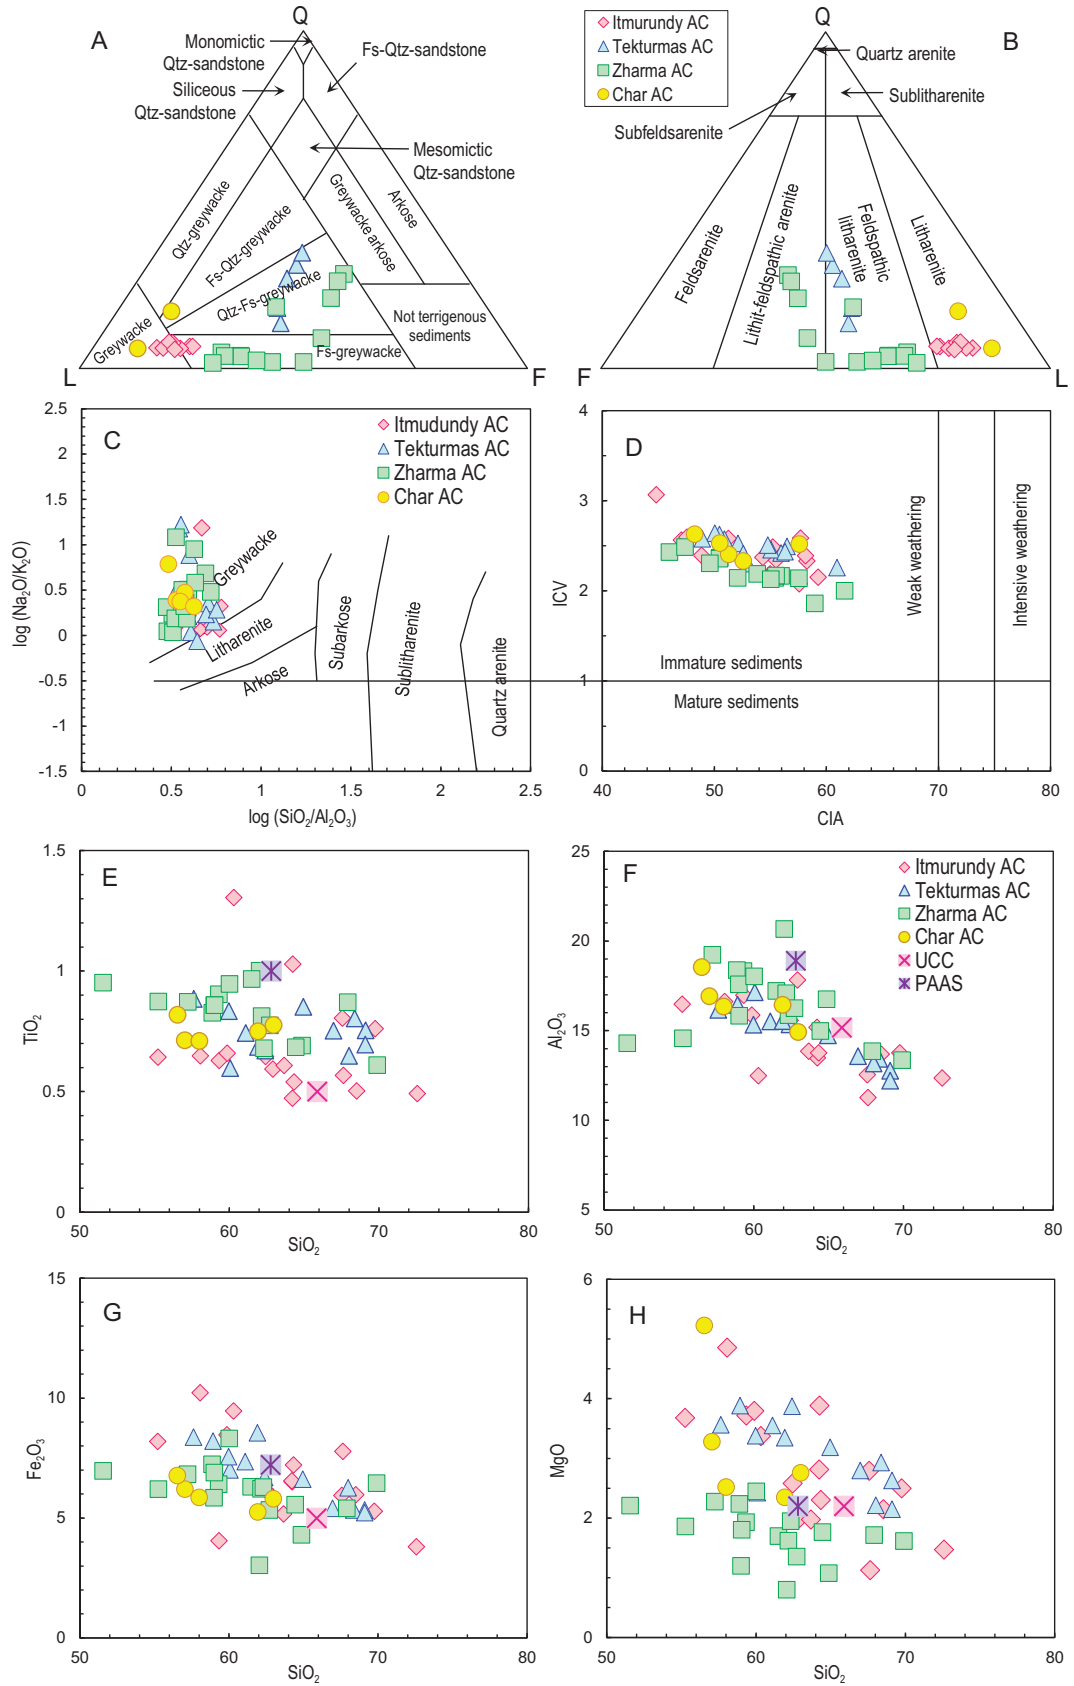 A
Q
Monomictic
Qtz-sandstone
Fs-Qtz-sandstone
Siliceous
Qtz-sandstone
Mesomictic
Qtz-sandstone
Qtz-greywacke
Fs-Qtz-greywacke
Greywacke arkose
Arkose
Qtz-Fs-greywacke
Greywacke
Fs-greywacke
Not terrigenous
sediments
L
F
Q
B
Itmurundy AC
Tekturmas AC
Zharma AC
Char AC
Quartz arenite
Sublitharenite
Subfeldsarenite
Feldsarenite
Lithit-feldspathic arenite
Feldspathic
litharenite
Litharenite
F
L
C
Itmudundy AC
Tekturmas AC
Zharma AC
Char AC
2.5
2
1.5
1
0.5
0
-0.5
-1
-1.5
log (Na2O/K2O)
Greywacke
Litharenite
Arkose
Subarkose
Sublitharenite
Quartz arenite
0
0.5
1
1.5
2
2.5
log (SiO2/Al2O3)
D
4
3
2
1
0
ICV
Weak weathering
Intensive weathering
Immature sediments
Mature sediments
40
50
60
70
80
CIA
E
1.5
1
0.5
0
TiO2
50
60
70
80
SiO2
F
Itmurundy AC
Tekturmas AC
Zharma AC
Char AC
UCC
PAAS
25
20
15
10
5
Al2O3
50
60
70
80
SiO2
G
15
10
5
0
Fe2O3
50
60
70
80
SiO2
H
6
4
2
0
MgO
50
60
70
80
SiO2